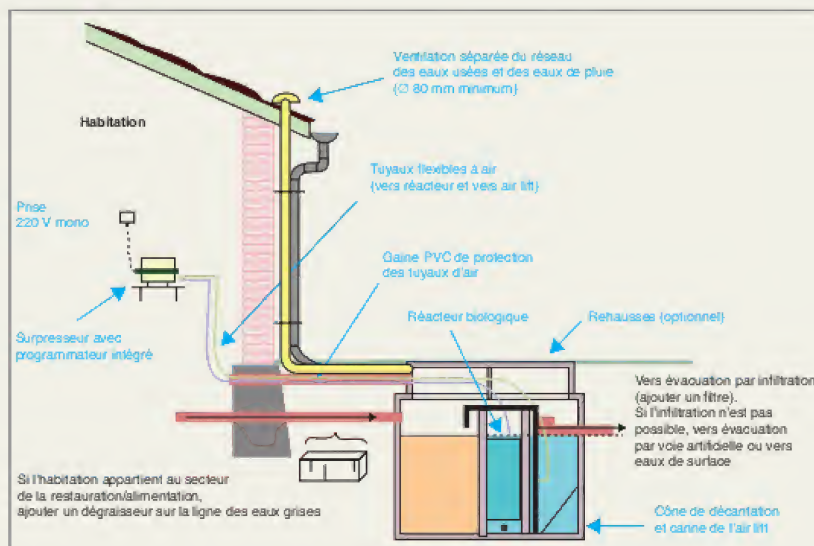 Ventilation séparée du réseau
des eaux usées et des eaux de pluie
(∅ 80 mm minimum)
Habitation
Tuyaux flexibles à air
(vers réacteur et vers air lift)
Prise
220 V mono
Gaine PVC de protection
des tuyaux d'air
Surpresseur avec
programmateur intégré
Réacteur biologique
Rehausses (optionnel)
Vers évacuation par infiltration
(ajouter un filtre).
Si l'infiltration n'est pas
possible, vers évacuation
par voie artificielle ou vers
eaux de surface
Si l'habitation appartient au secteur
de la restauration/alimentation,
ajouter un dégraisseur sur la ligne des eaux grises
Cône de décantation
et canne de l'air lift